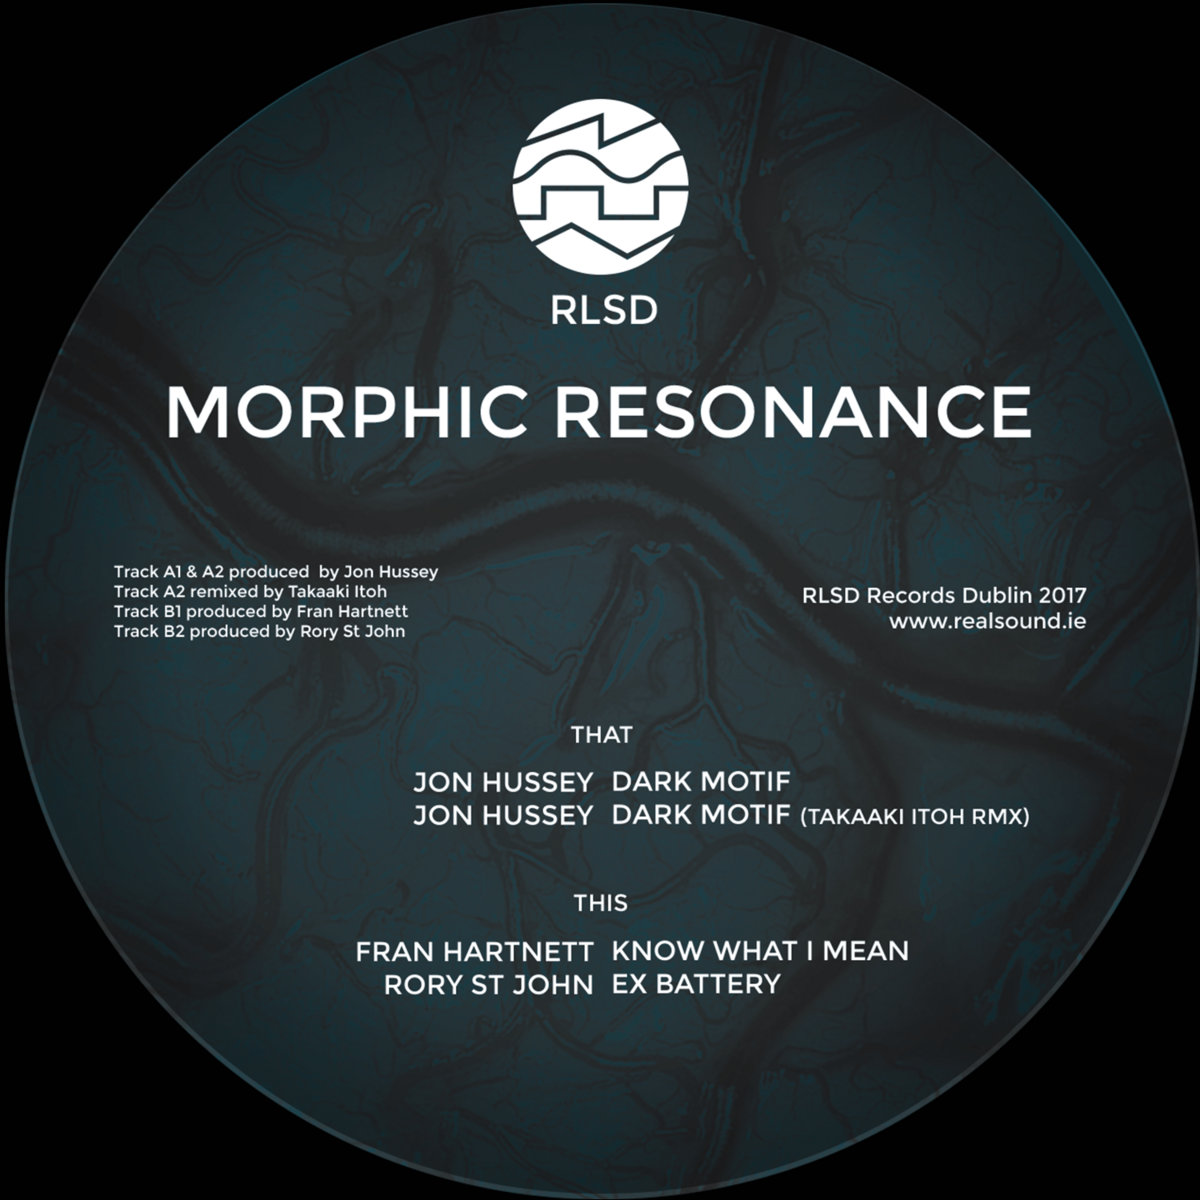 RLSD
MORPHIC RESONANCE
Track A1 & A2 produced  by Jon Hussey
Track A2 remixed by Takaaki Itoh
Track B1 produced by Fran Hartnett
Track B2 produced by Rory St John
RLSD Records Dublin 2017
www.realsound.ie
THAT
JON HUSSEY DARK MOTIF
JON HUSSEY DARK MOTIF (TAKAAKI ITOH RMX)
THIS
FRAN HARTNETT KNOW WHAT I MEAN
RORY ST JOHN EX BATTERY